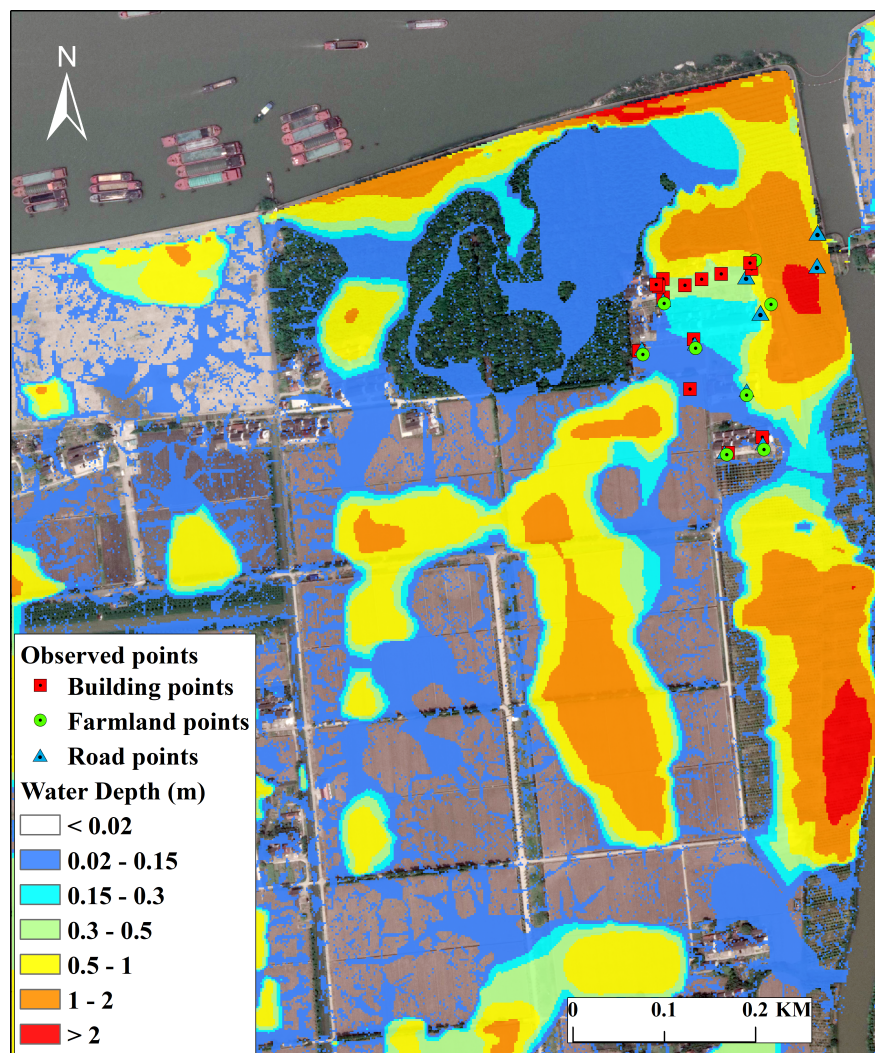 N
Observed points
Building points
Farmland points
Road points
Water Depth (m)
< 0.02
0.02 - 0.15
0.15 - 0.3
0.3 - 0.5
0.5 - 1
1 - 2
> 2
0 0.1 0.2 KM